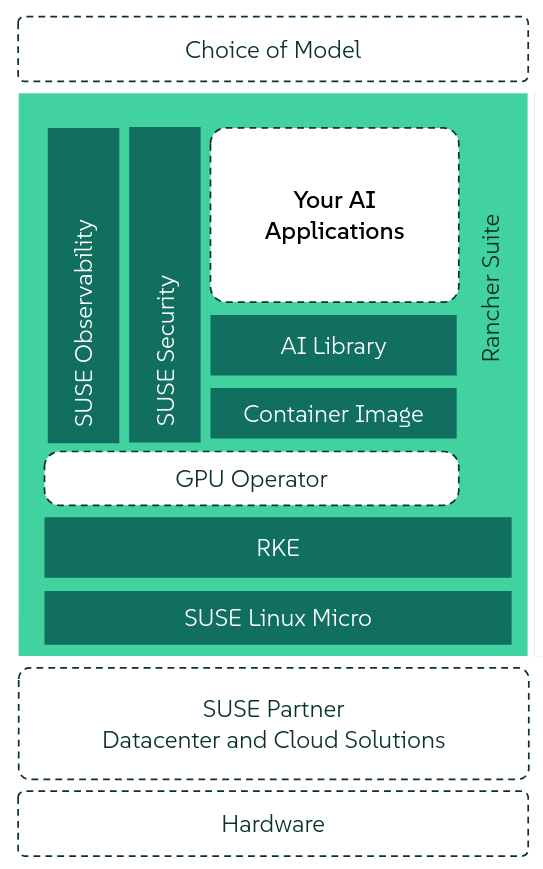 Choice of Model
SUSE Observability
SUSE Security
Your AI
Applications
Rancher Suite
AI Library
Container Image
GPU Operator
RKE
SUSE Linux Micro
SUSE Partner
Datacenter and Cloud Solutions
Hardware